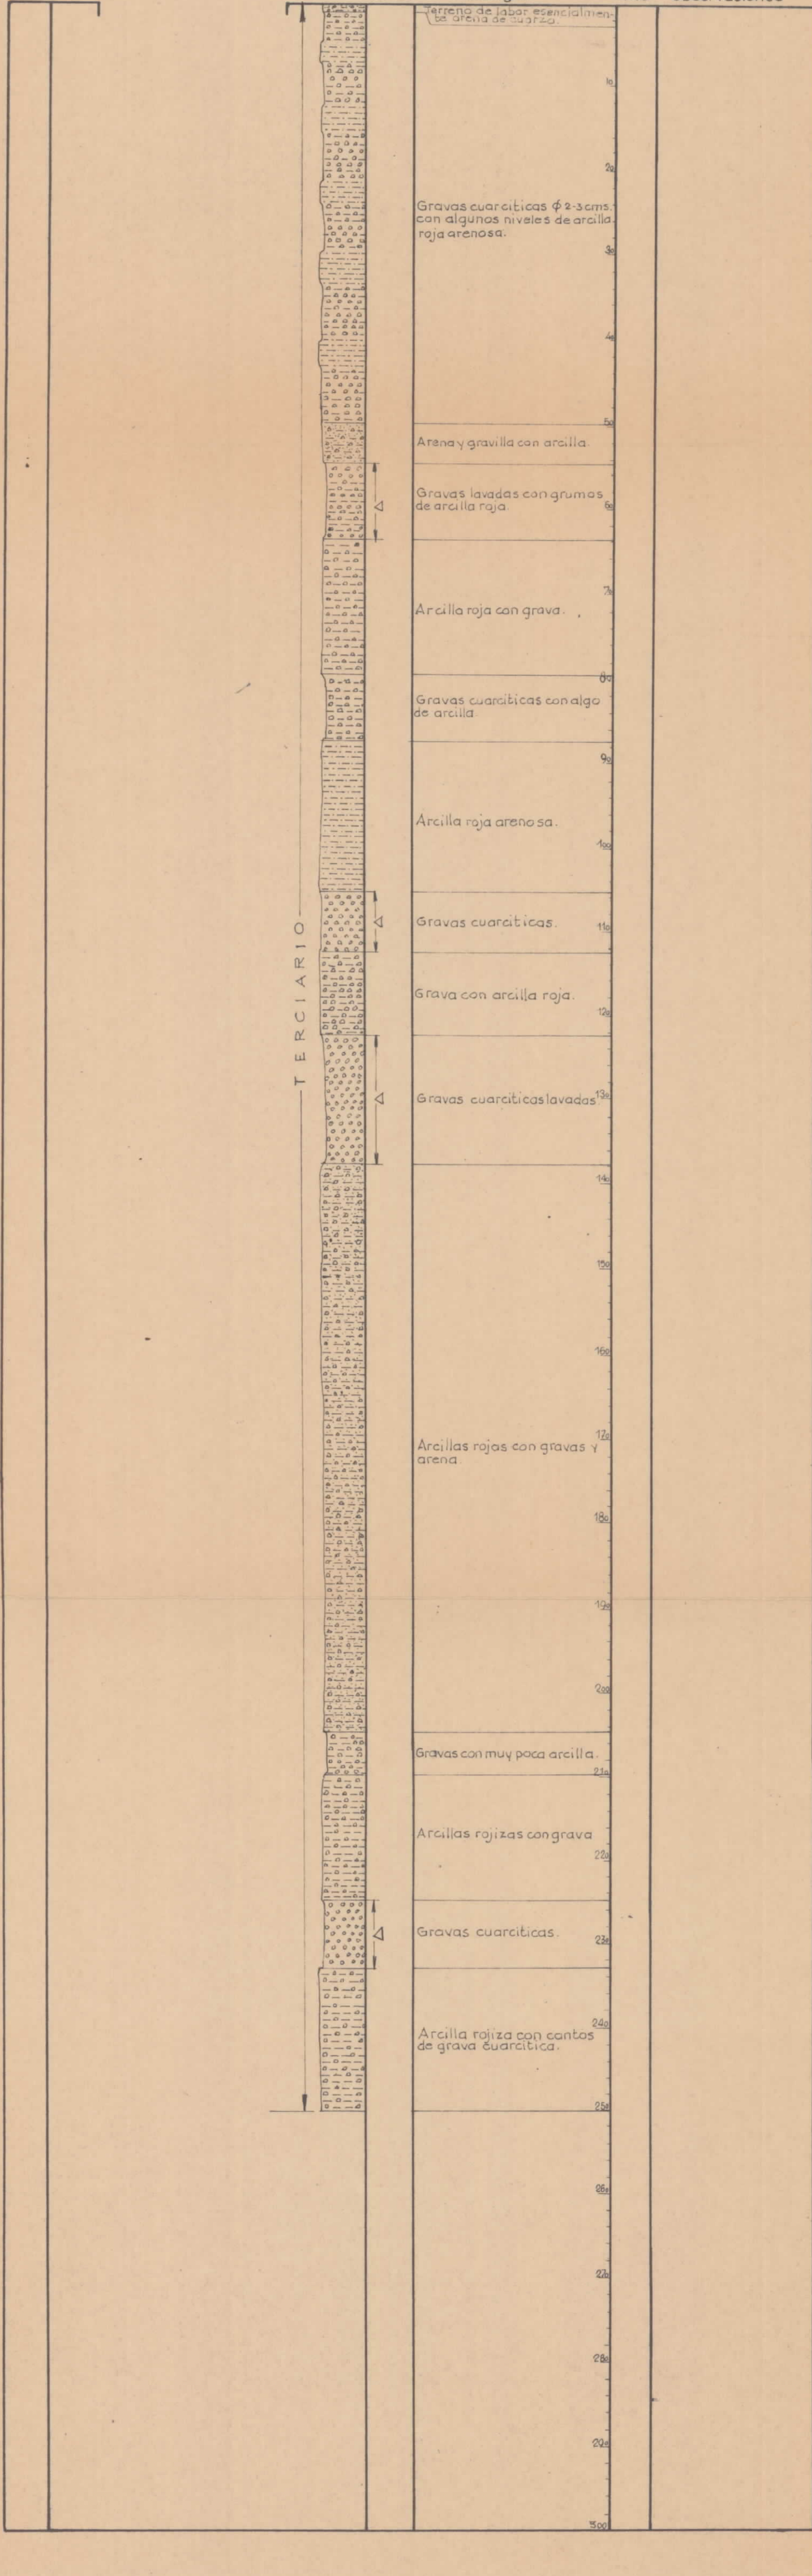 Observaciones
Terreno de labor esencialmen-
te arena de cuarzo.
10
20
Gravas cuarciticas φ 2-3 cms.
con algunos niveles de arcilla
roja arenosa.
30
40
50
Arena y gravilla con arcilla.
Gravas lavadas con grumos
de arcilla roja.
60
70
Arcilla roja con grava.
80
Gravas cuarciticas con algo
de arcilla.
90
Arcilla roja arenosa.
100
Gravas cuarciticas.
110
TERCIARIO
Grava con arcilla roja.
120
Gravas cuarciticas lavadas
130
140
150
160
170
Arcillas rojas con gravas y
arena
180
190
200
Gravas con muy poca arcilla.
210
Arcillas rojizas con grava
220
Gravas cuarciticas.
230
240
Arcilla rojiza con cantos
de grava cuarcitica.
250
260
270
280
290
300